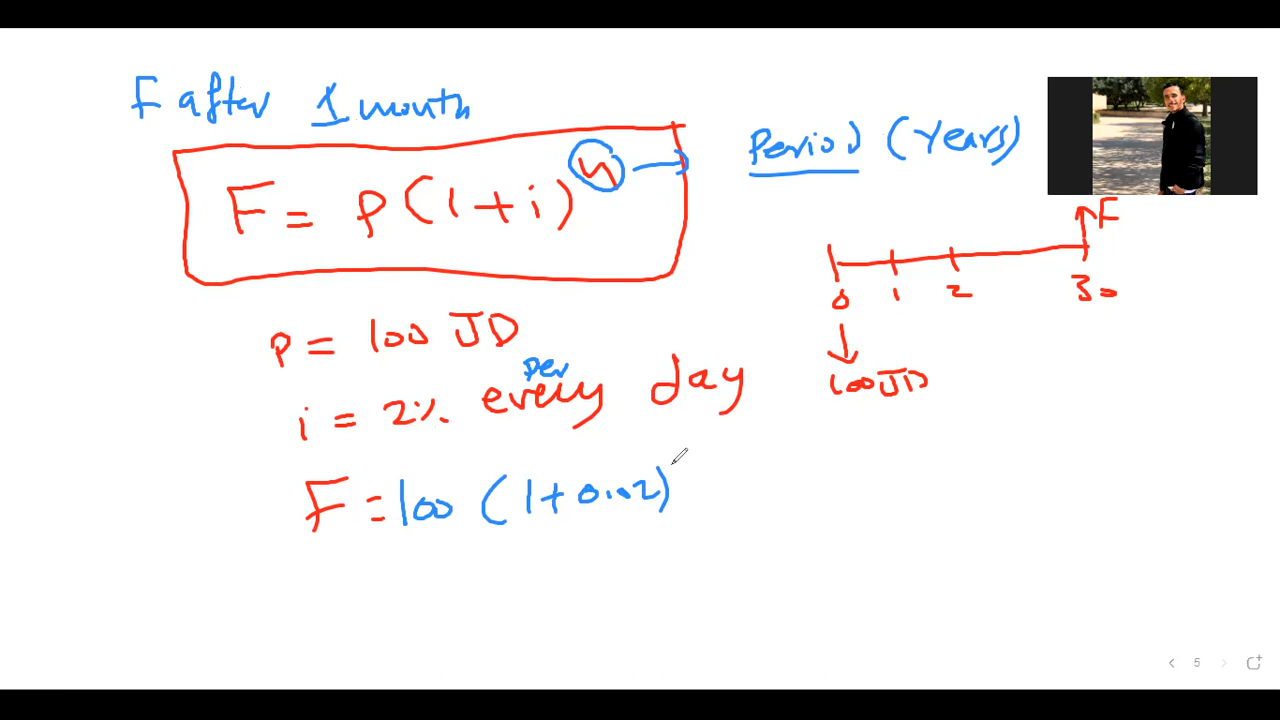 F after 1 month
Period (Years)
F = P(1+i)^n
F
0 1 2 30
100 JD
P = 100 JD
per
i = 2% every day
F = 100 (1+0.02)
5